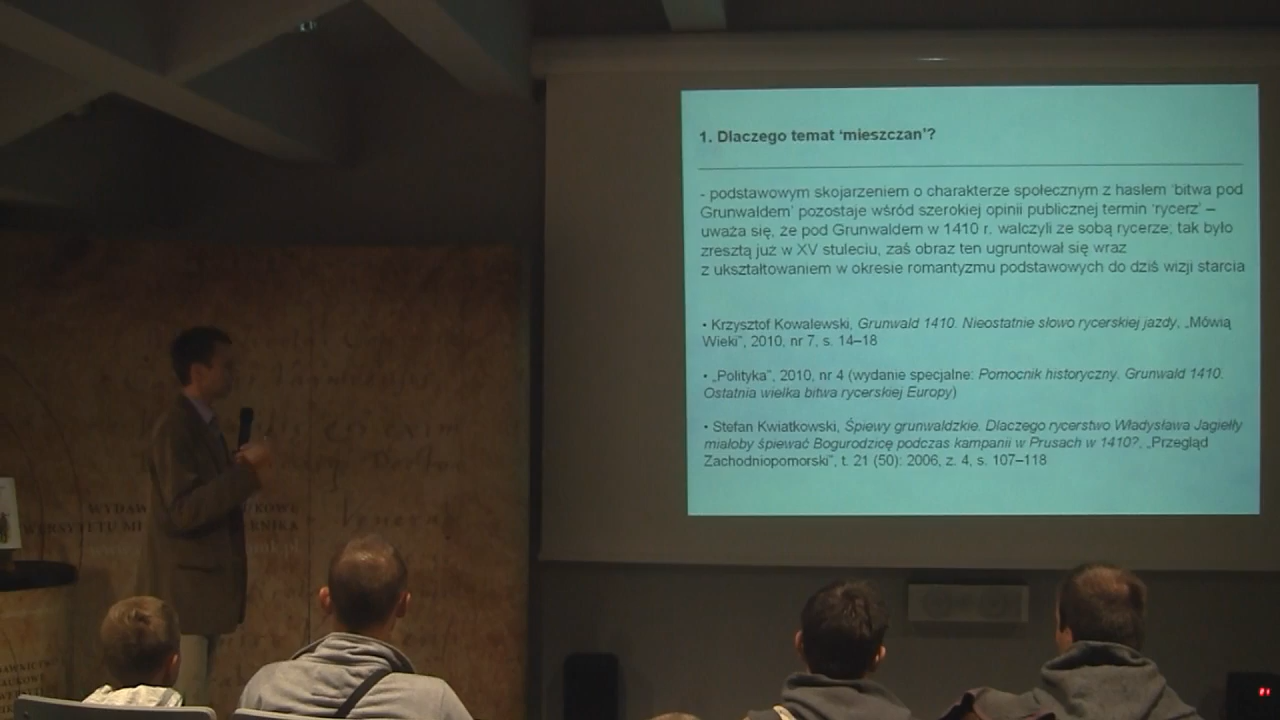 1. Dlaczego temat 'mieszczan'?
- podstawowym skojarzeniem o charakterze społecznym z hasłem 'bitwa pod
Grunwaldem' pozostaje wśród szerokiej opinii publicznej termin 'rycerz' –
uważa się, że pod Grunwaldem w 1410 r. walczyli ze sobą rycerze; tak było
zresztą już w XV stuleciu, zaś obraz ten ugruntował się wraz
z ukształtowaniem w okresie romantyzmu podstawowych do dziś wizji starcia
• Krzysztof Kowalewski, Grunwald 1410. Nieostatnie słowo rycerskiej jazdy, „Mówią
Wieki", 2010, nr 7, s. 14–18
• „Polityka", 2010, nr 4 (wydanie specjalne: Pomocnik historyczny. Grunwald 1410.
Ostatnia wielka bitwa rycerskiej Europy)
• Stefan Kwiatkowski, Śpiewy grunwaldzkie. Dlaczego rycerstwo Władysława Jagiełły
miałoby śpiewać Bogurodzicę podczas kampanii w Prusach w 1410?, „Przegląd
Zachodniopomorski", t. 21 (50): 2006, z. 4, s. 107–118
WYDAW UKOWE
WERSYTETU MI ERNIKA